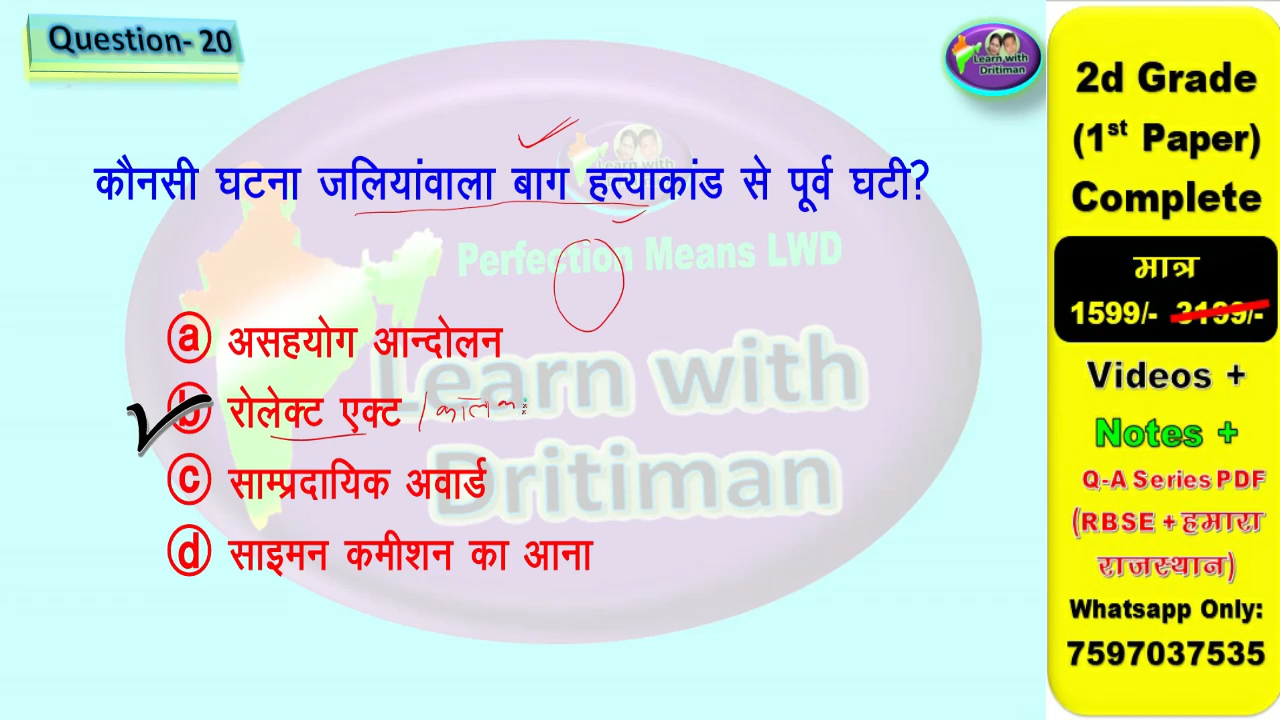 Question- 20
Learn with
Dritiman
Learn with
कौनसी घटना जलियांवाला बाग हत्याकांड से पूर्व घटी?
Perfection Means LWD
ⓐ असहयोग आन्दोलन
ⓑ रोलेक्ट एक्ट / काला क
ⓒ साम्प्रदायिक अवार्ड
ⓓ साइमन कमीशन का आना
Learn with
Dritiman
2d Grade
(1st Paper)
Complete
मात्र
1599/- 3199/-
Videos +
Notes +
Q-A Series PDF
(RBSE + हमारा
राजस्थान)
Whatsapp Only:
7597037535